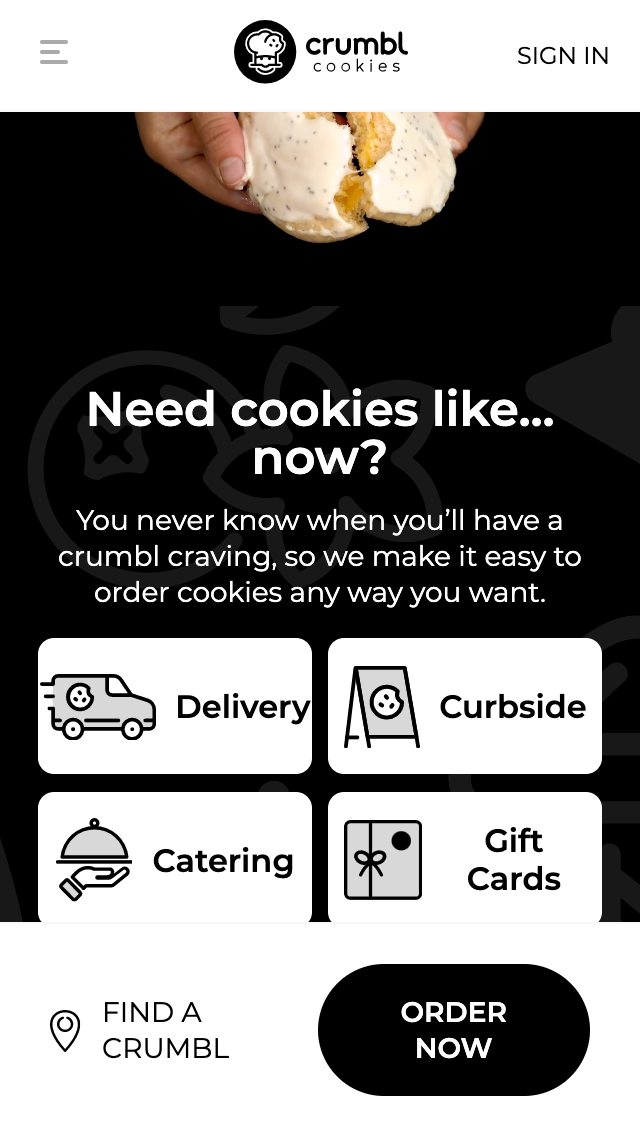 crumbl
cookies
SIGN IN
Need cookies like...
now?
You never know when you’ll have a
crumbl craving, so we make it easy to
order cookies any way you want.
Delivery
Curbside
Catering
Gift
Cards
FIND A
CRUMBL
ORDER
NOW